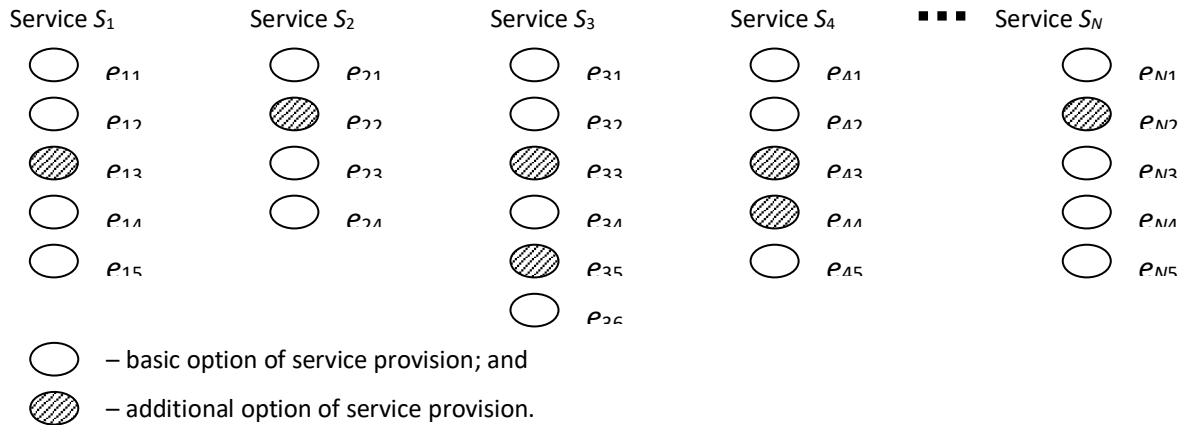 Service S1 Service S2 Service S3 Service S4 ▪▪▪ Service SN
e11 e21 e31 e41 eN1
e12 e22 e32 e42 eN2
e13 e23 e33 e43 eN3
e14 e24 e34 e44 eN4
e15 e35 e45 eN5
e36
– basic option of service provision; and
– additional option of service provision.